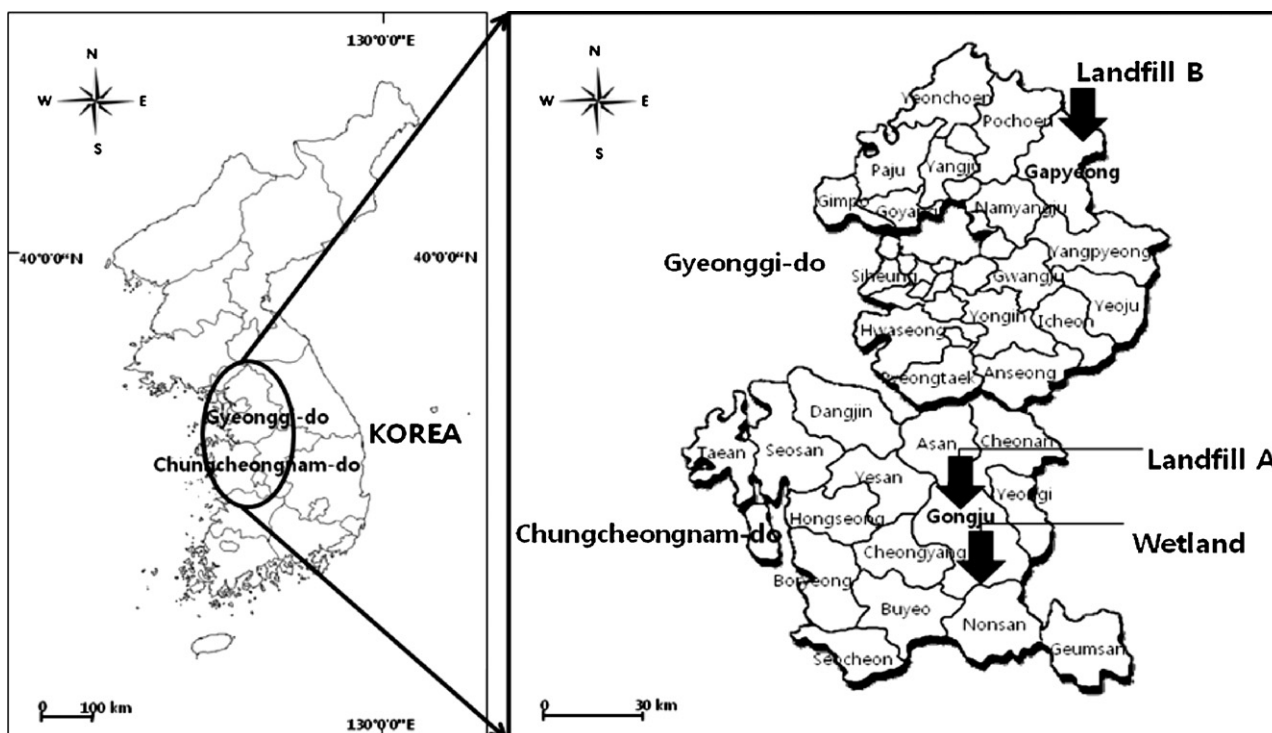 130°0'0"E
N
W E
S
40°0'0"N
40°0'0"N
Gyeonggi-do
KOREA
Chungcheongnam-do
0 100 km
130°0'0"E
N
W E
S
Landfill B
Yeonchoen
Pochoen
Paju
Yangju
Gapyeong
Gimpo
Goyang
Namyangju
Gyeonggi-do
Yangpyeong
Siheung
Gwangju
Yeoju
Yongin
Icheon
Hwaseong
Pyeongtaek
Anseong
Dangjin
Asan
Cheonan
Taean
Seosan
Landfill A
Yesan
Yeongi
Hongseong
Gongju
Chungcheongnam-do
Wetland
Cheongyang
Boryeong
Buyeo
Nonsan
Seocheon
Geumsan
0 30 km